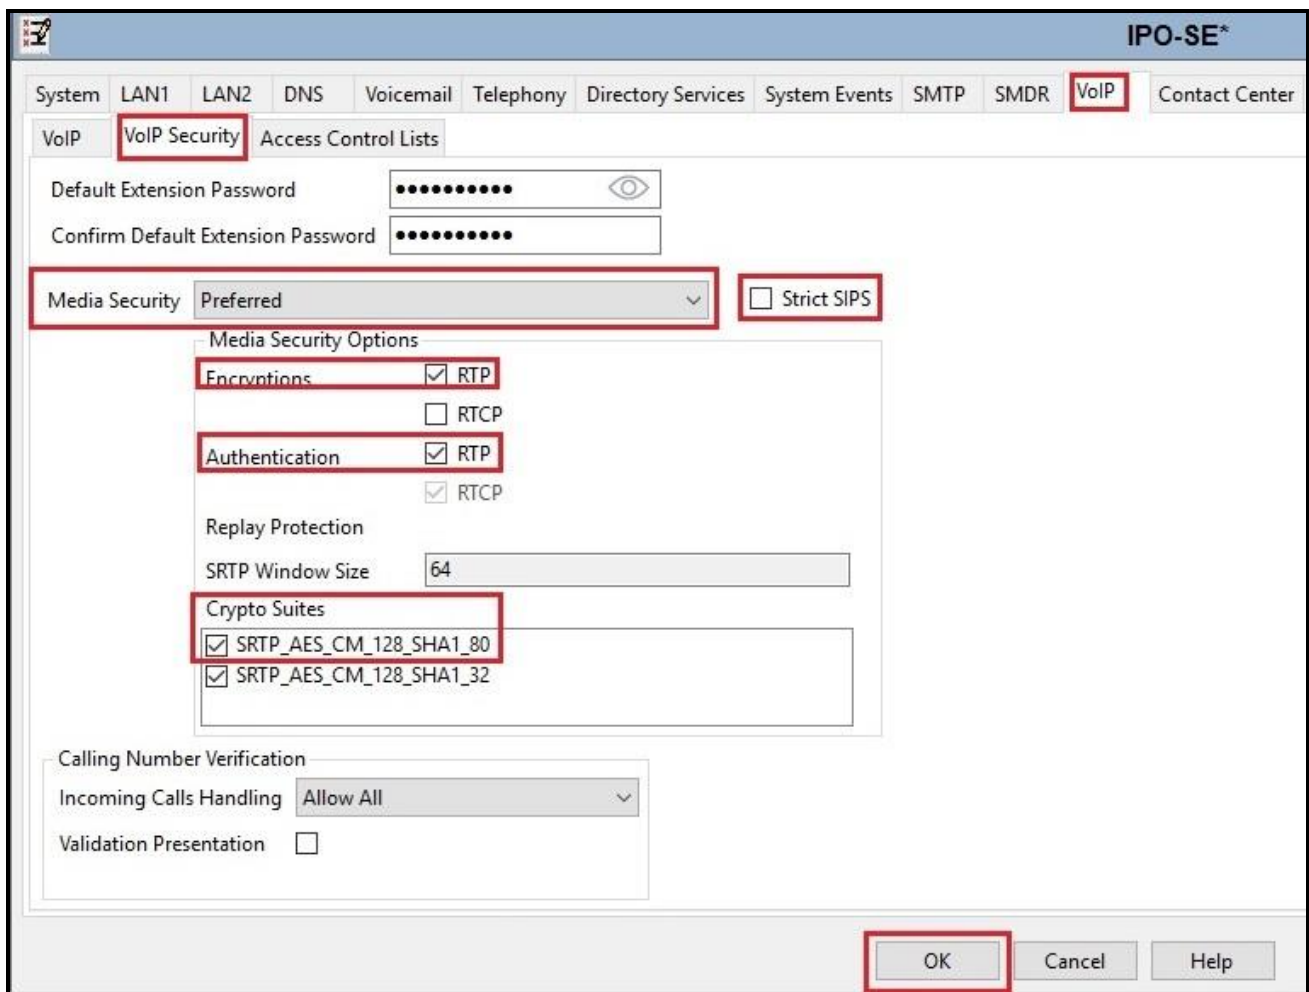 IPO-SE*
System LAN1 LAN2 DNS Voicemail Telephony Directory Services System Events SMTP SMDR VoIP Contact Center
VoIP VoIP Security Access Control Lists
Default Extension Password ●●●●●●●●●●
Confirm Default Extension Password ●●●●●●●●●●
Media Security Preferred Strict SIPS
Media Security Options
Encryptions RTP
RTCP
Authentication RTP
RTCP
Replay Protection
SRTP Window Size 64
Crypto Suites
SRTP_AES_CM_128_SHA1_80
SRTP_AES_CM_128_SHA1_32
Calling Number Verification
Incoming Calls Handling Allow All
Validation Presentation
OK Cancel Help